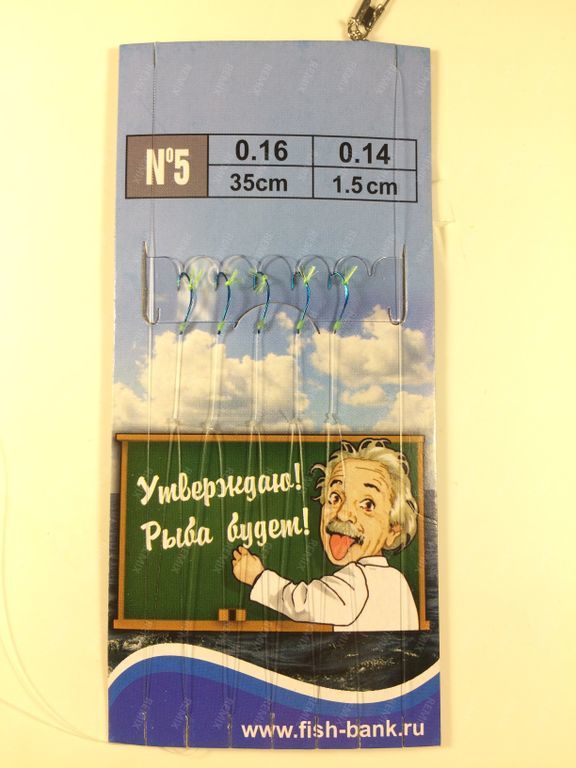 №5
0.16 0.14
35cm 1.5cm
Утверждаю!
Рыба будет!
www.fish-bank.ru